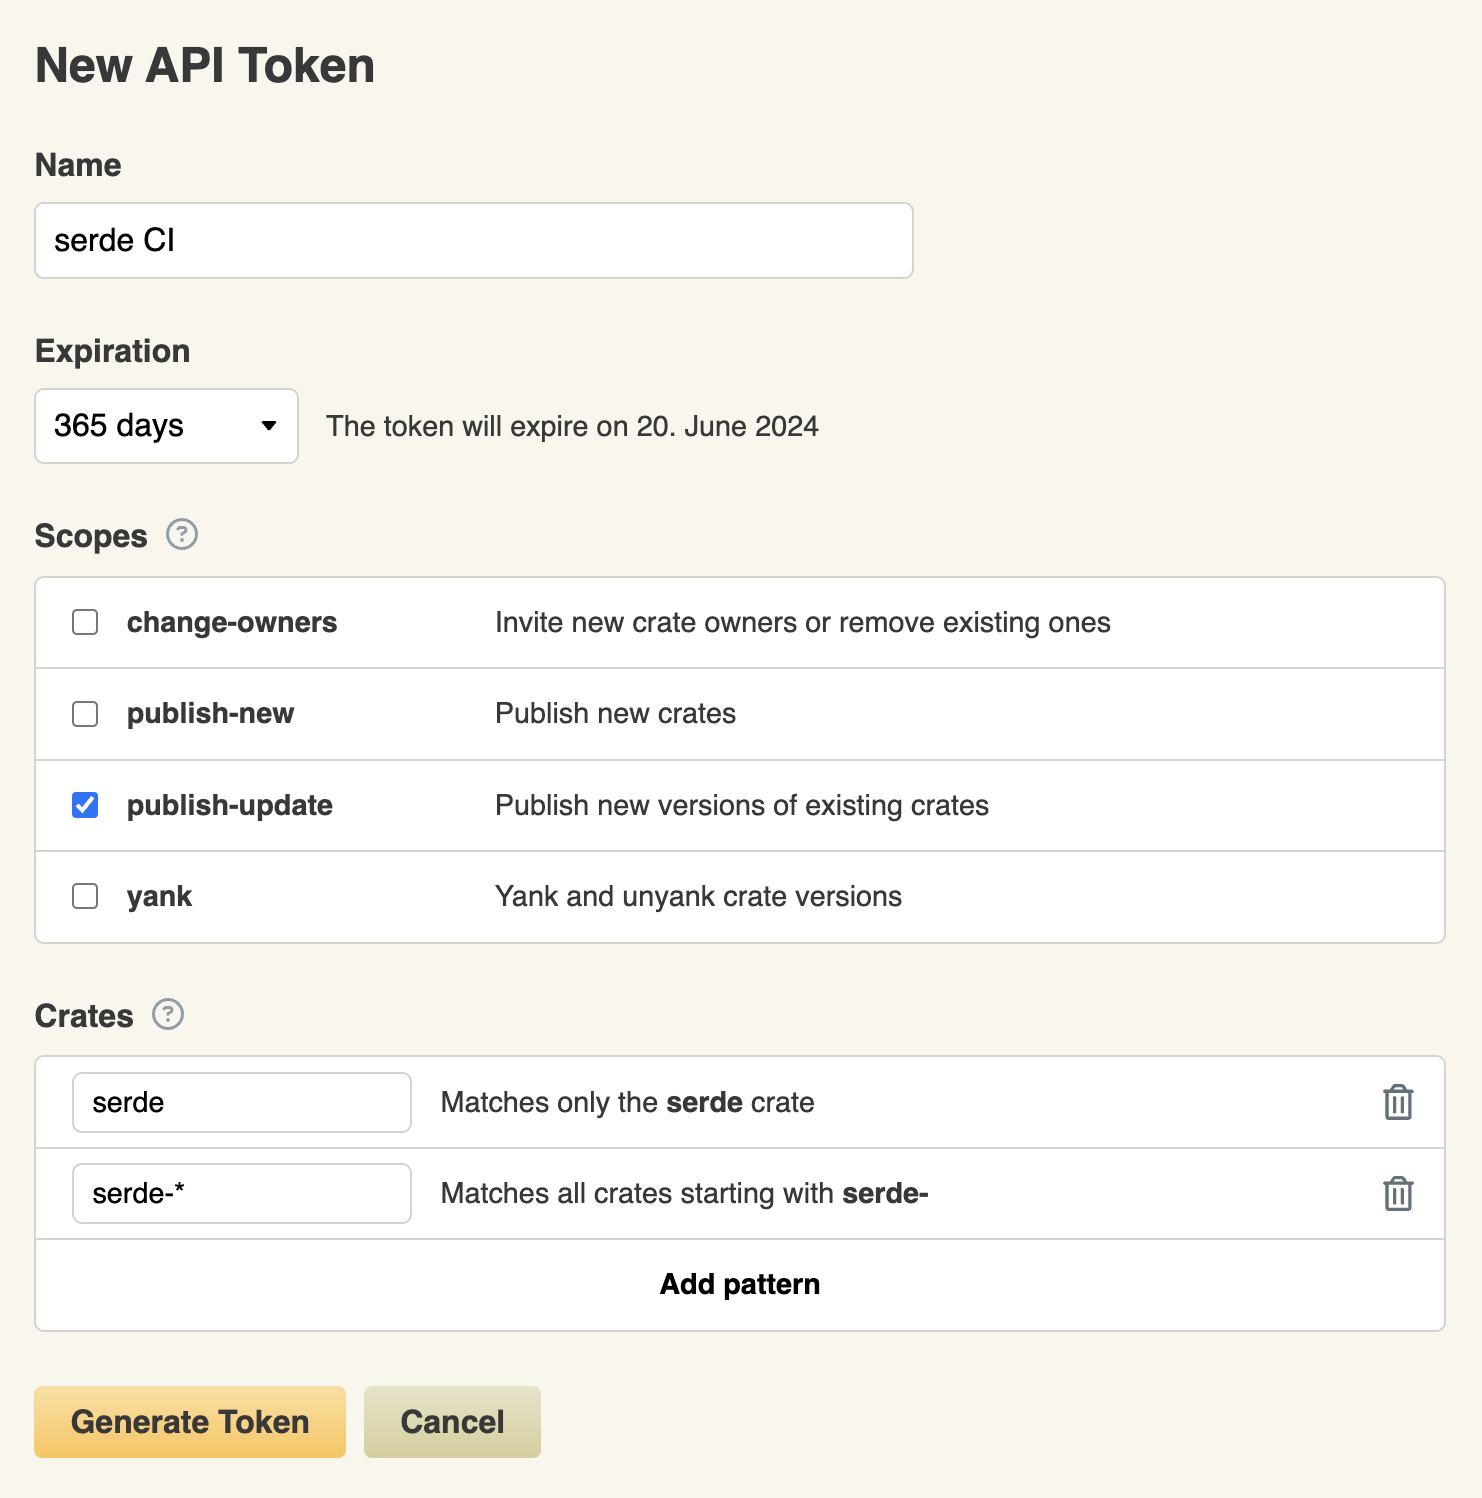 New API Token
Name
serde CI
Expiration
365 days The token will expire on 20. June 2024
Scopes ?
change-owners Invite new crate owners or remove existing ones
publish-new Publish new crates
publish-update Publish new versions of existing crates
yank Yank and unyank crate versions
Crates ?
serde Matches only the serde crate
serde-* Matches all crates starting with serde-
Add pattern
Generate Token Cancel